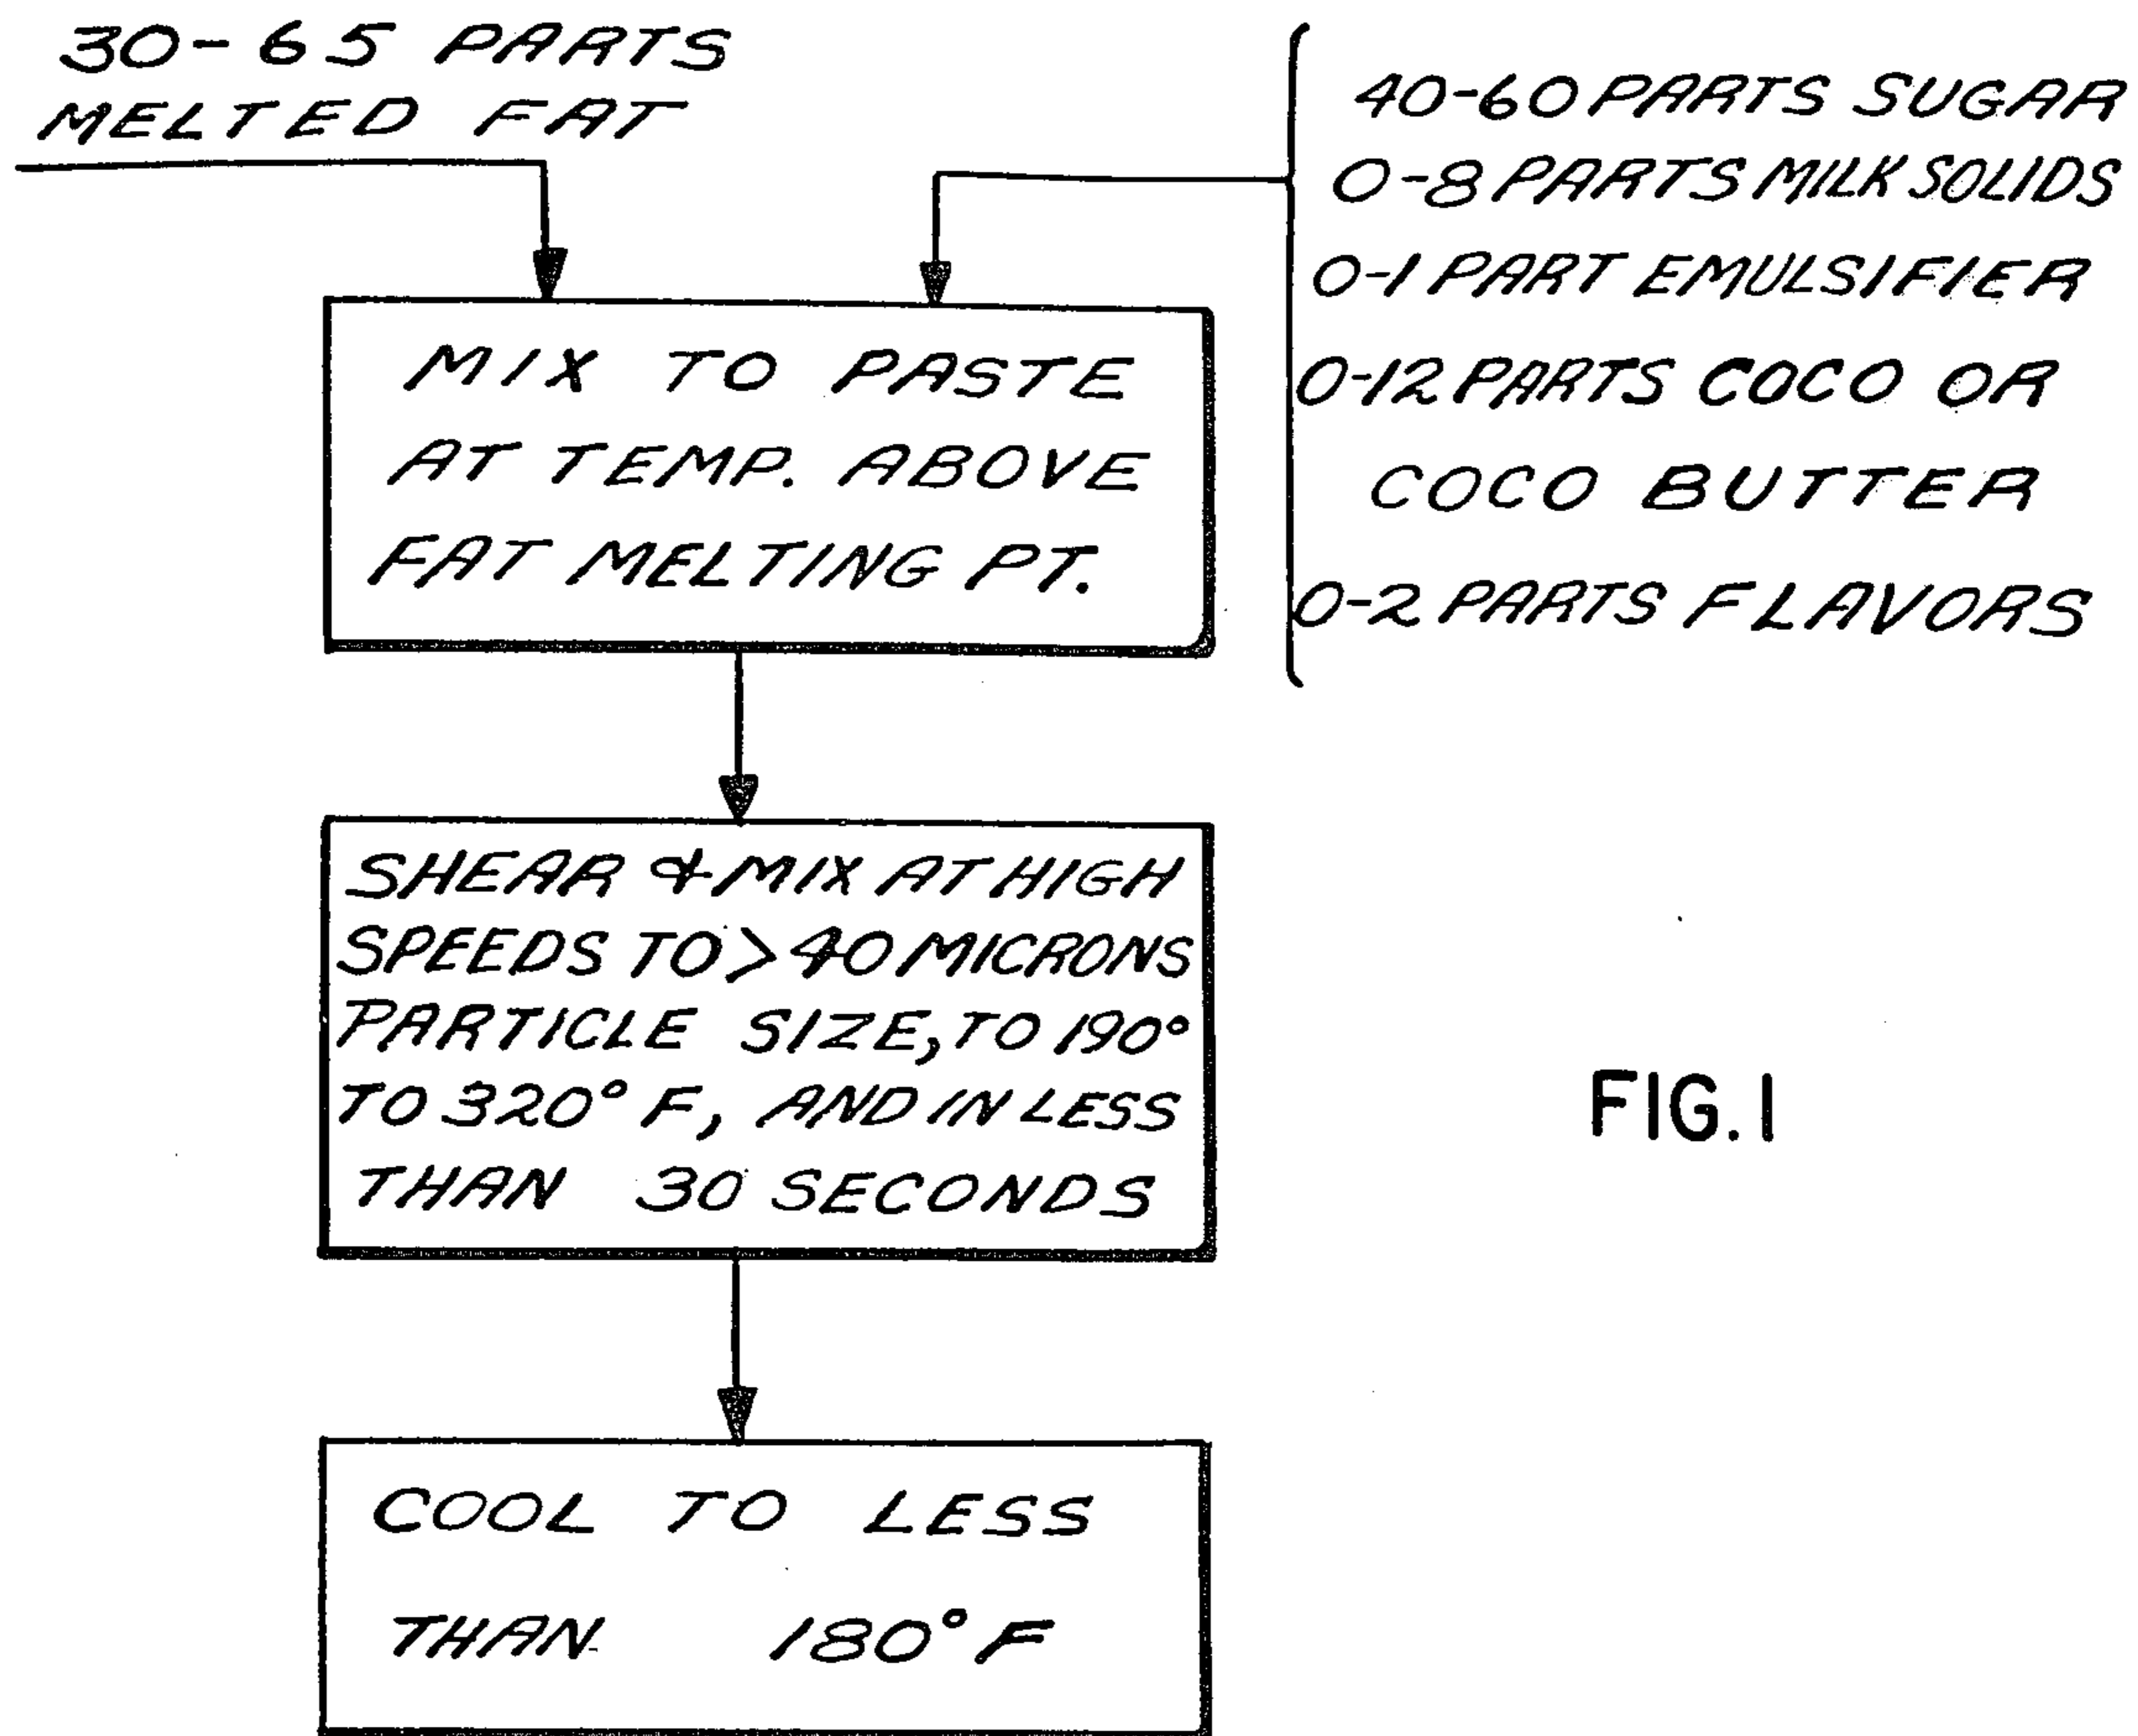 30-65 PARTS
MELTED FAT
40-60 PARTS SUGAR
0-8 PARTS MILK SOLIDS
0-1 PART EMULSIFIER
0-12 PARTS COCO OR
COCO BUTTER
0-2 PARTS FLAVORS
MIX TO PASTE
AT TEMP. ABOVE
FAT MELTING PT.
SHEAR & MIX AT HIGH
SPEEDS TO > 40 MICRONS
PARTICLE SIZE, TO 190°
TO 320° F, AND IN LESS
THAN 30 SECONDS
COOL TO LESS
THAN 180° F
FIG. 1